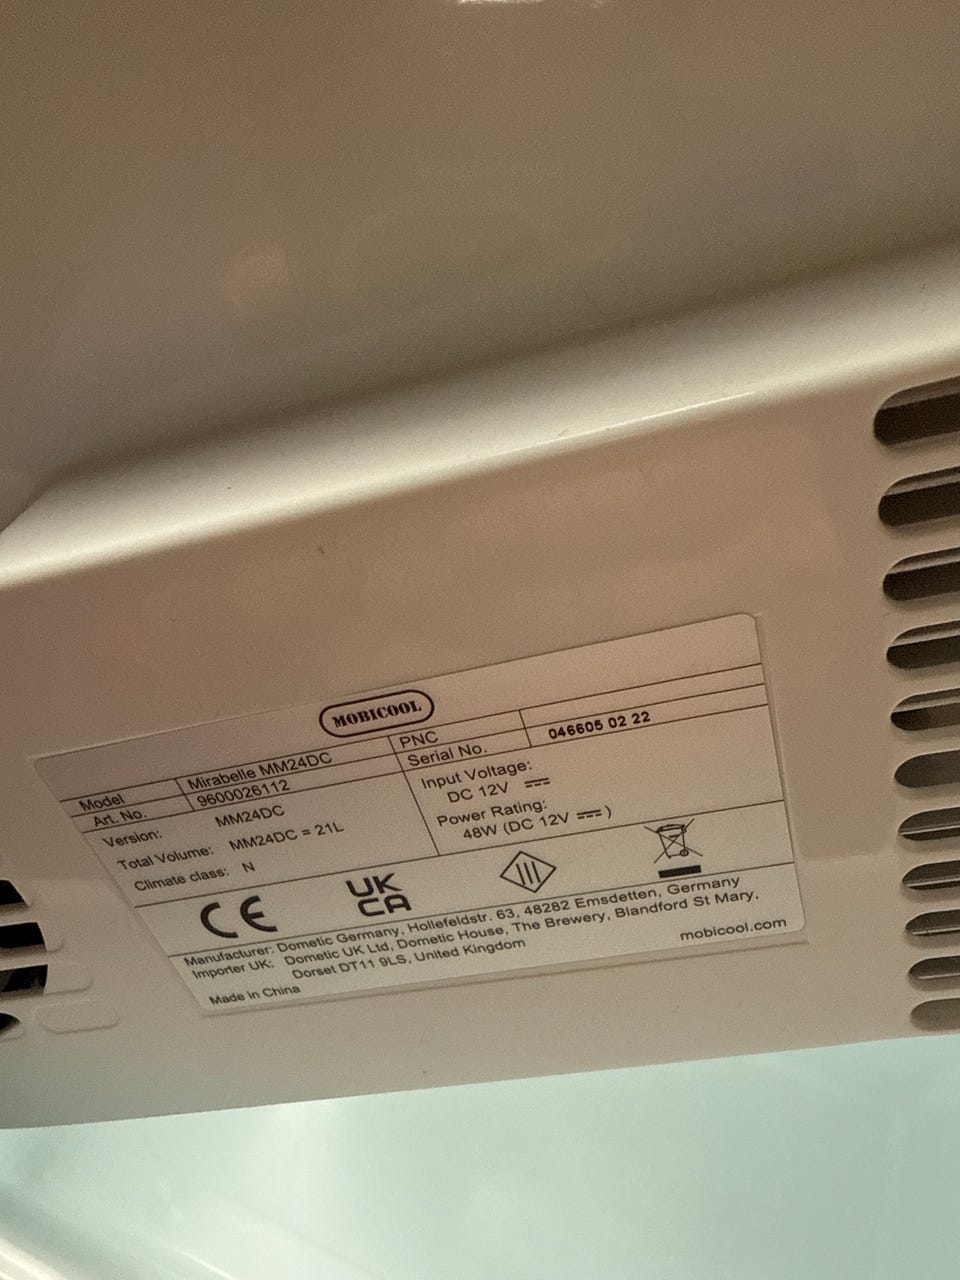 MOBICOOL
Model Mirabelle MM24DC PNC
Art. No. 9600026112 Serial No. 046605 02 22
Version: MM24DC
Total Volume: MM24DC = 21L
Climate class: N
Input Voltage:
DC 12V ⎓
Power Rating:
48W (DC 12V ⎓)
CE
UK
CA
Manufacturer: Dometic Germany, Hollefeldstr. 63, 48282 Emsdetten, Germany
Importer UK: Dometic UK Ltd, Dometic House, The Brewery, Blandford St Mary,
Dorset DT11 9LS, United Kingdom
mobicool.com
Made in China